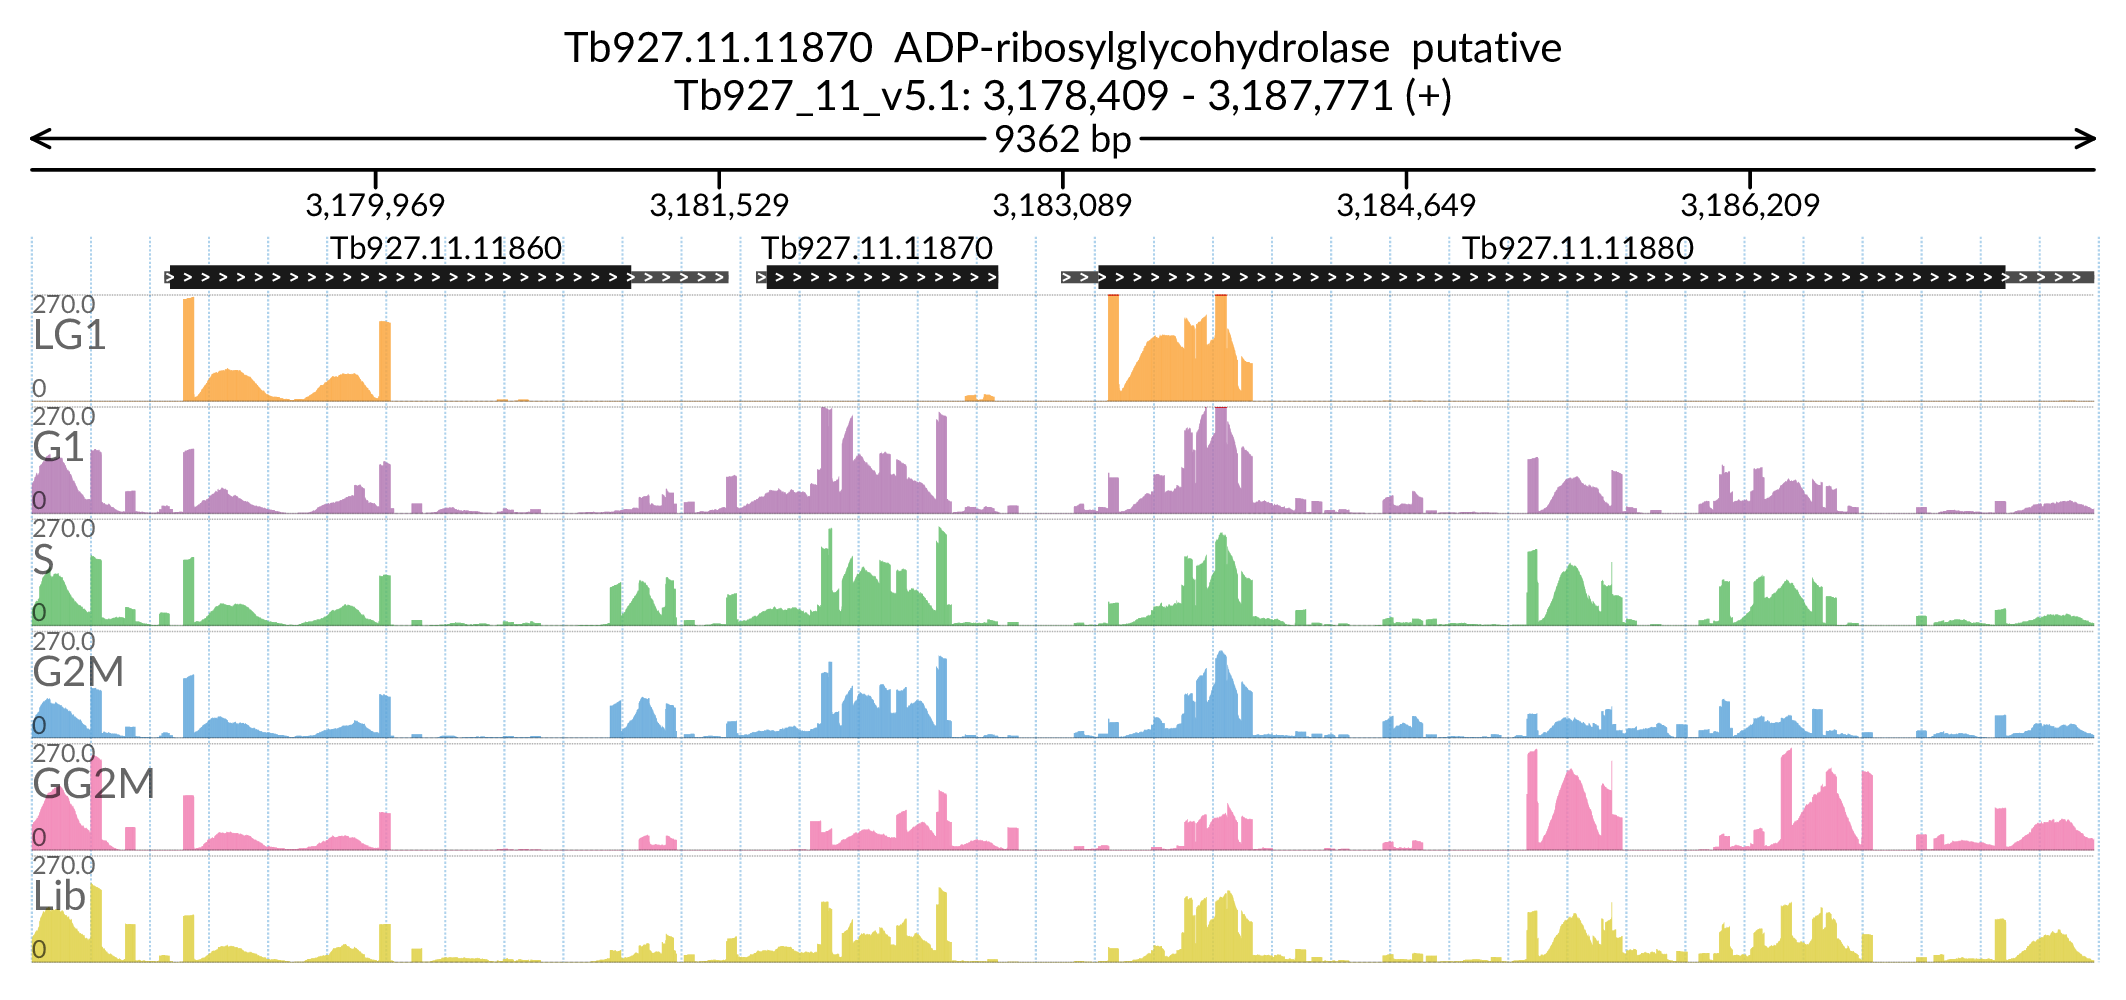 Tb927.11.11870 ADP-ribosylglycohydrolase putative
Tb927_11_v5.1: 3,178,409 - 3,187,771 (+)
9362 bp
3,179,969 3,181,529 3,183,089 3,184,649 3,186,209
Tb927.11.11860 Tb927.11.11870 Tb927.11.11880
270.0
LG1
0
270.0
G1
0
270.0
S
0
270.0
G2M
0
270.0
GG2M
0
270.0
Lib
0